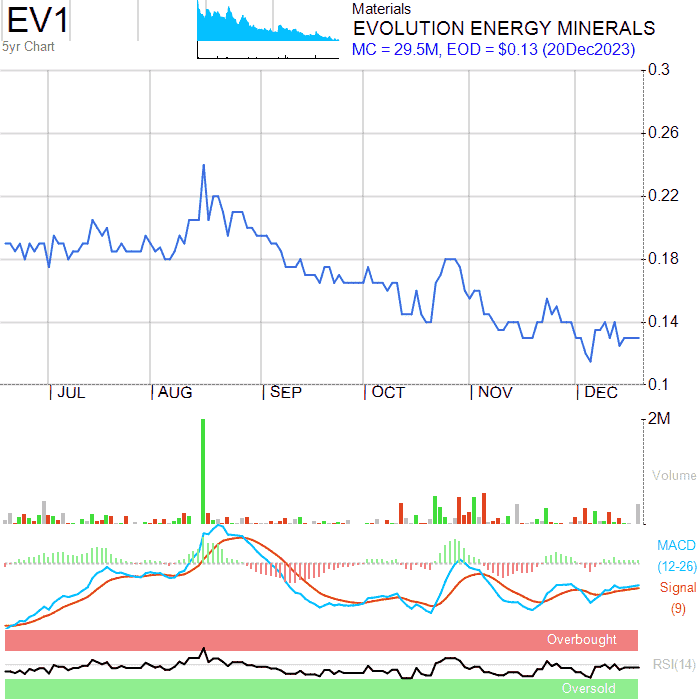 EV1
5yr Chart
Materials
EVOLUTION ENERGY MINERALS
MC = 29.5M, EOD = $0.13 (20Dec2023)
0.3
0.26
0.22
0.18
0.14
0.1
JUL AUG SEP OCT NOV DEC
2M
Volume
MACD
(12-26)
Signal
(9)
Overbought
RSI(14)
Oversold